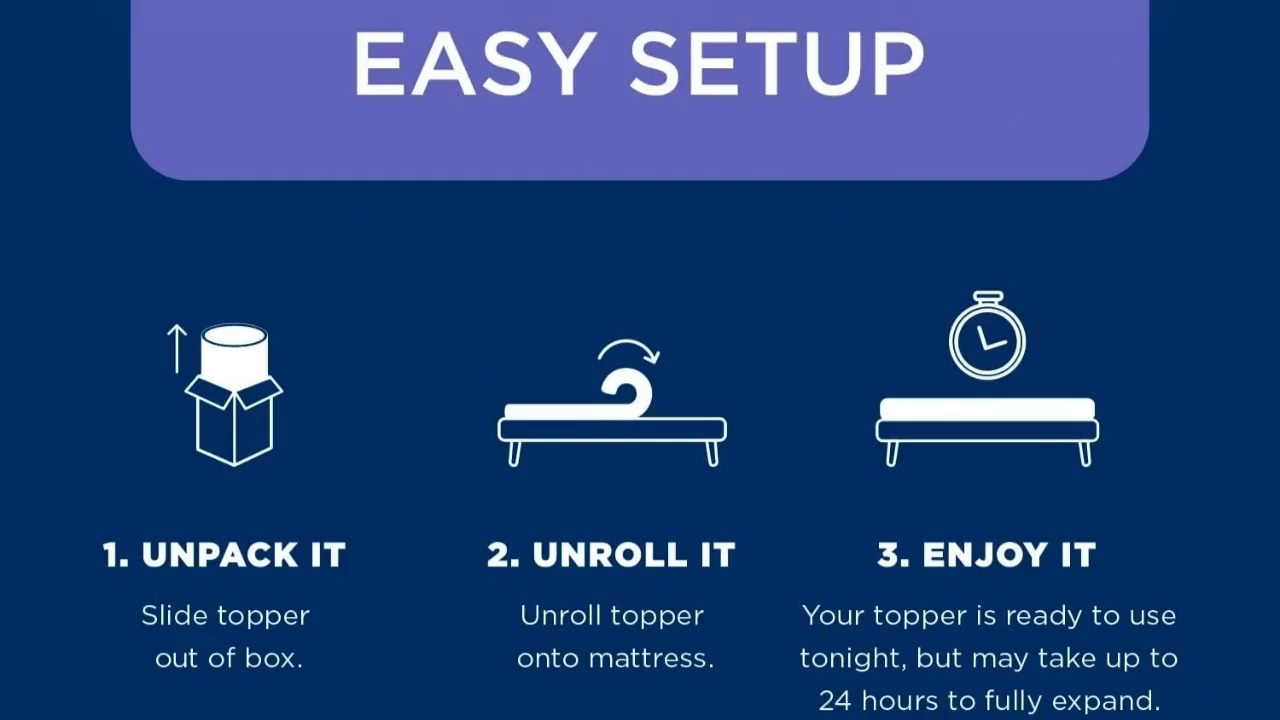 EASY SETUP
1. UNPACK IT
Slide topper
out of box.
2. UNROLL IT
Unroll topper
onto mattress.
3. ENJOY IT
Your topper is ready to use
tonight, but may take up to
24 hours to fully expand.